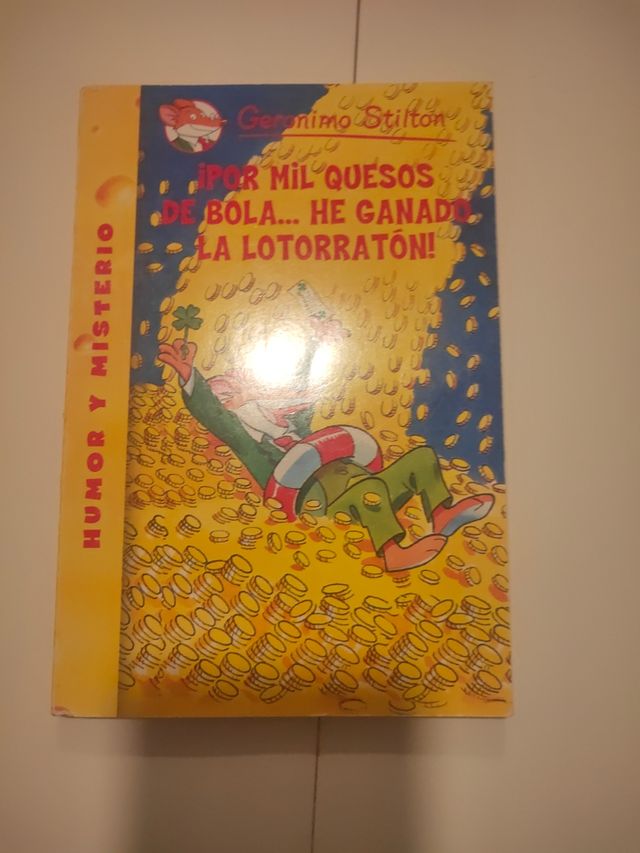 Geronimo Stilton
¡POR MiL QUESOS
DE BOLA... HE GANADO
LA LOTORRATÓN!
HUMOR Y MISTERIO